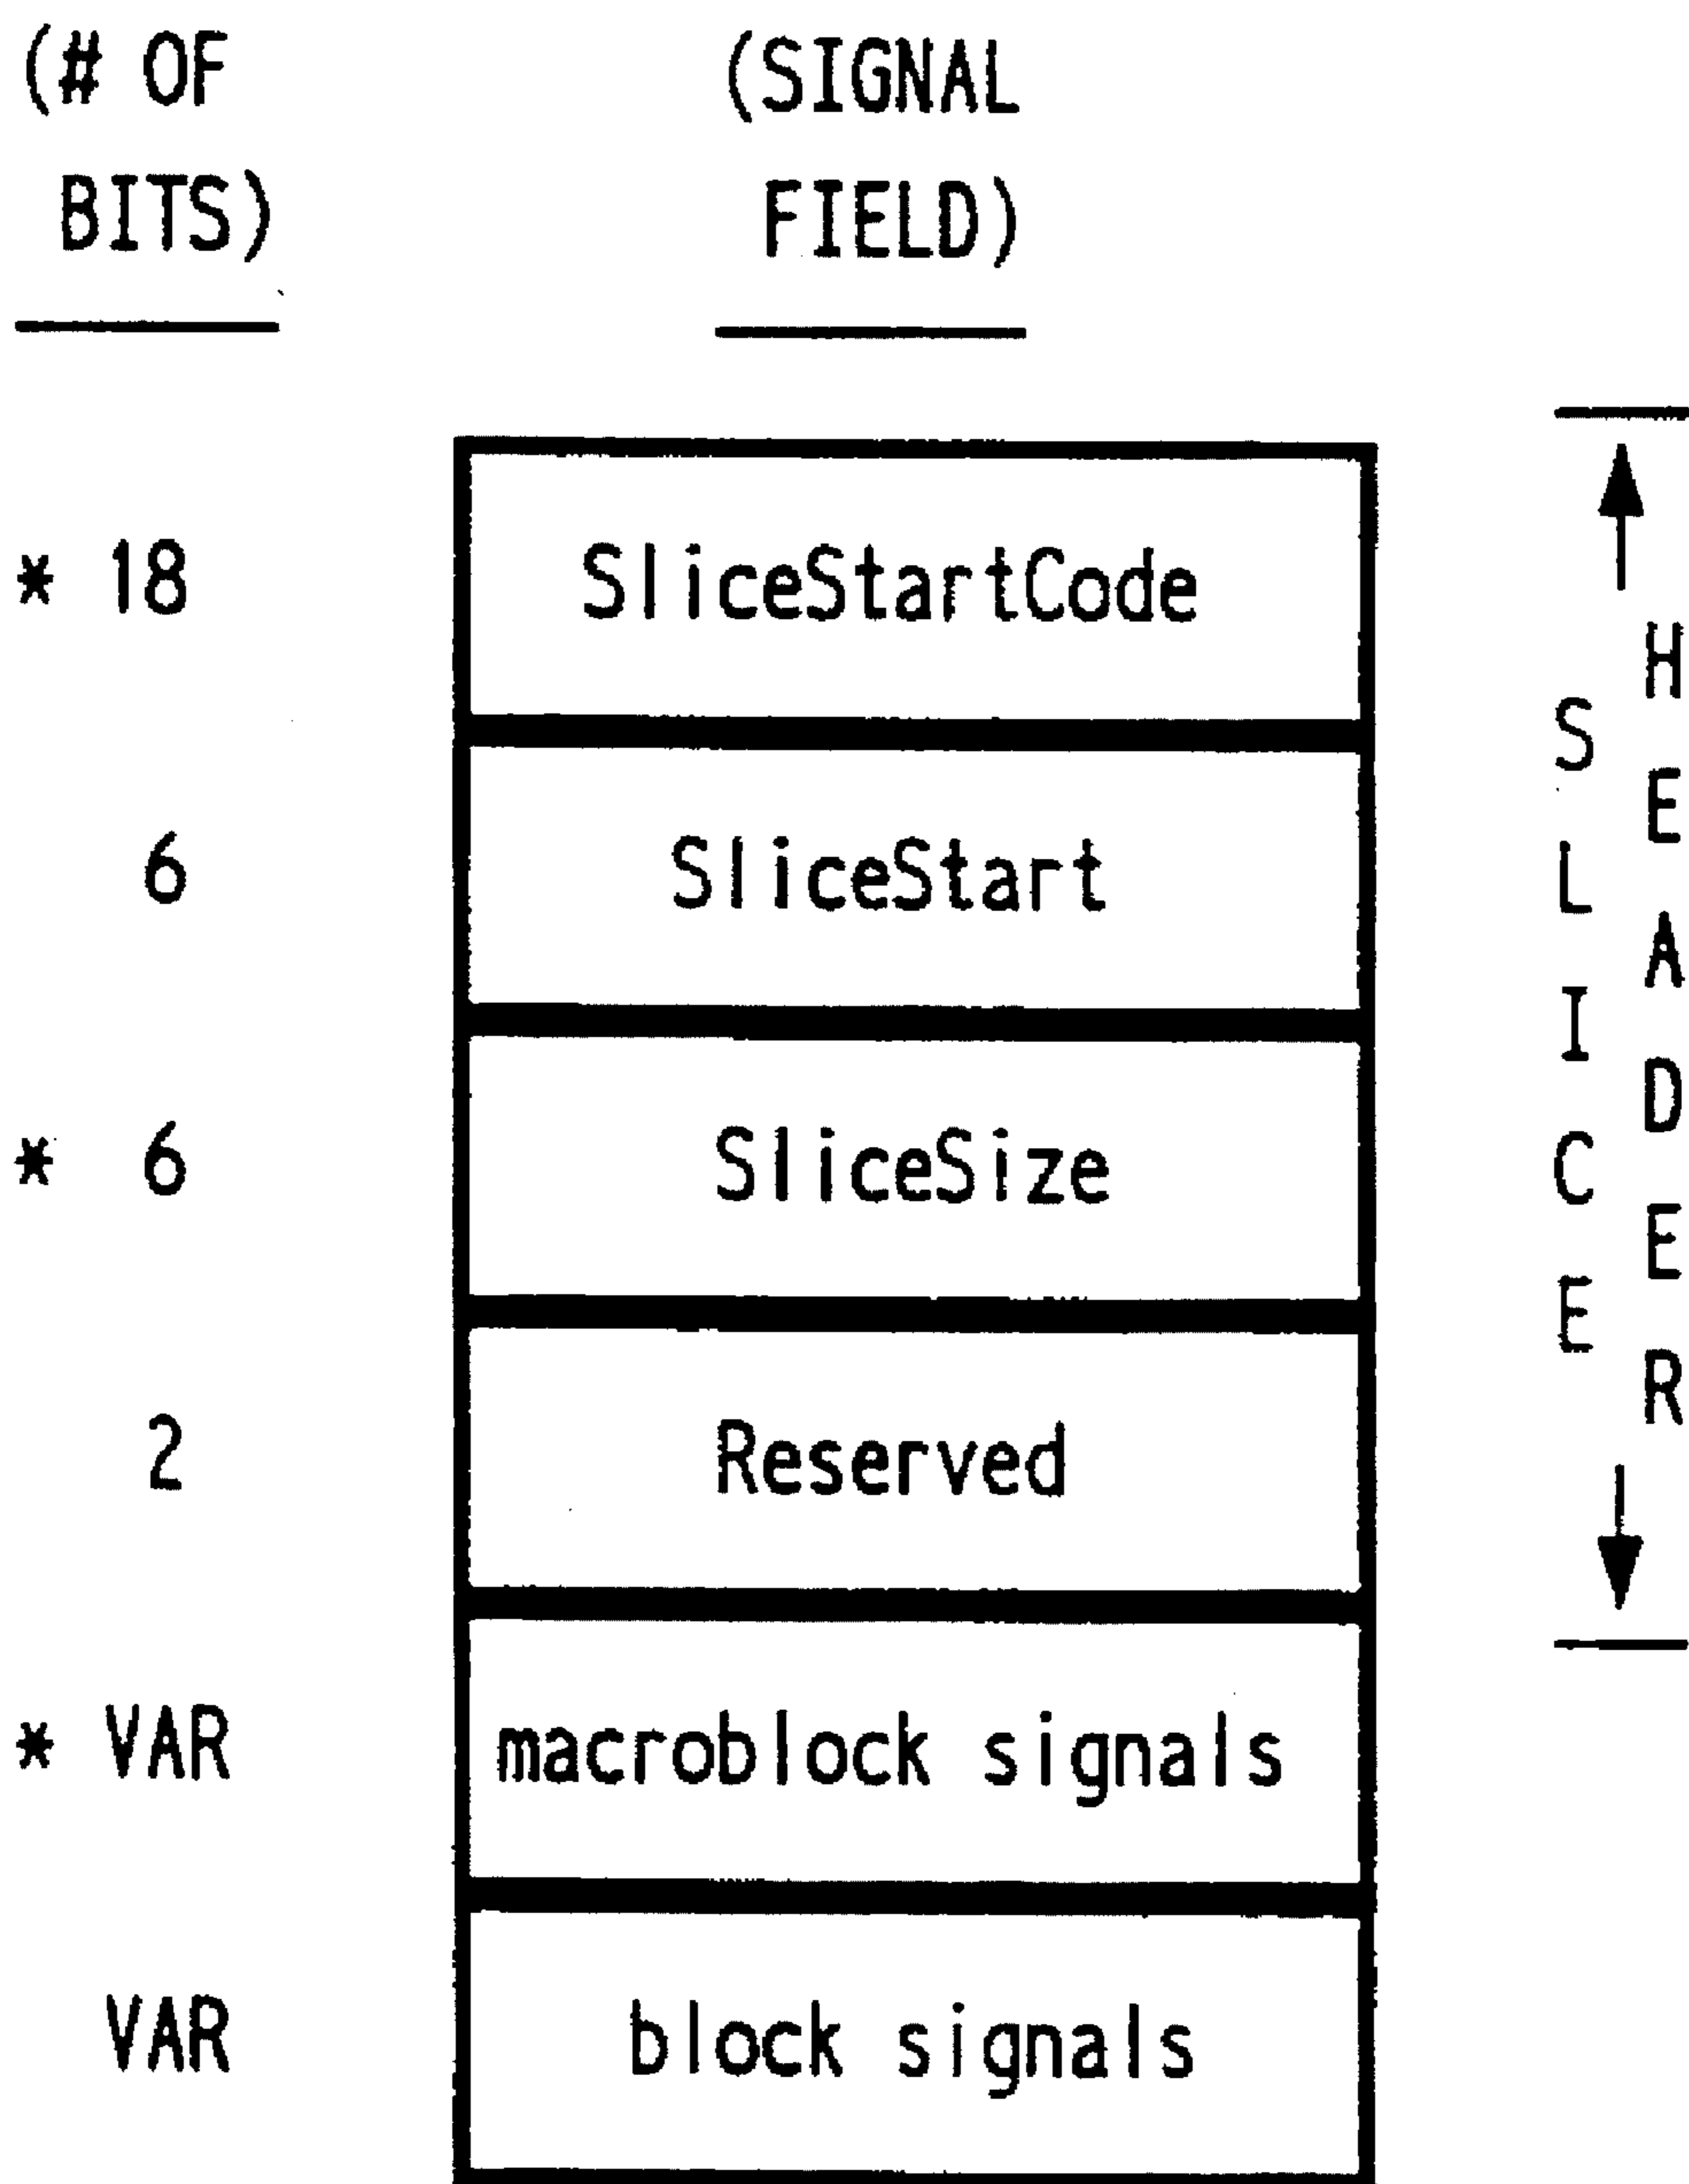 (# OF (SIGNAL
BITS) FIELD)
* 18 SliceStartCode
6 SliceStart
* 6 SliceSize
2 Reserved
* VAR macroblock signals
VAR block signals
SLICE
HEADER